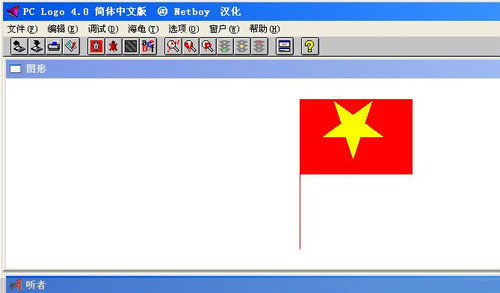 PC Logo 4.0 简体中文版 @ Netboy 汉化
文件(F) 编辑(E) 调试(D) 海龟(T) 选项(O) 窗户(W) 帮助(H)
图形
听者